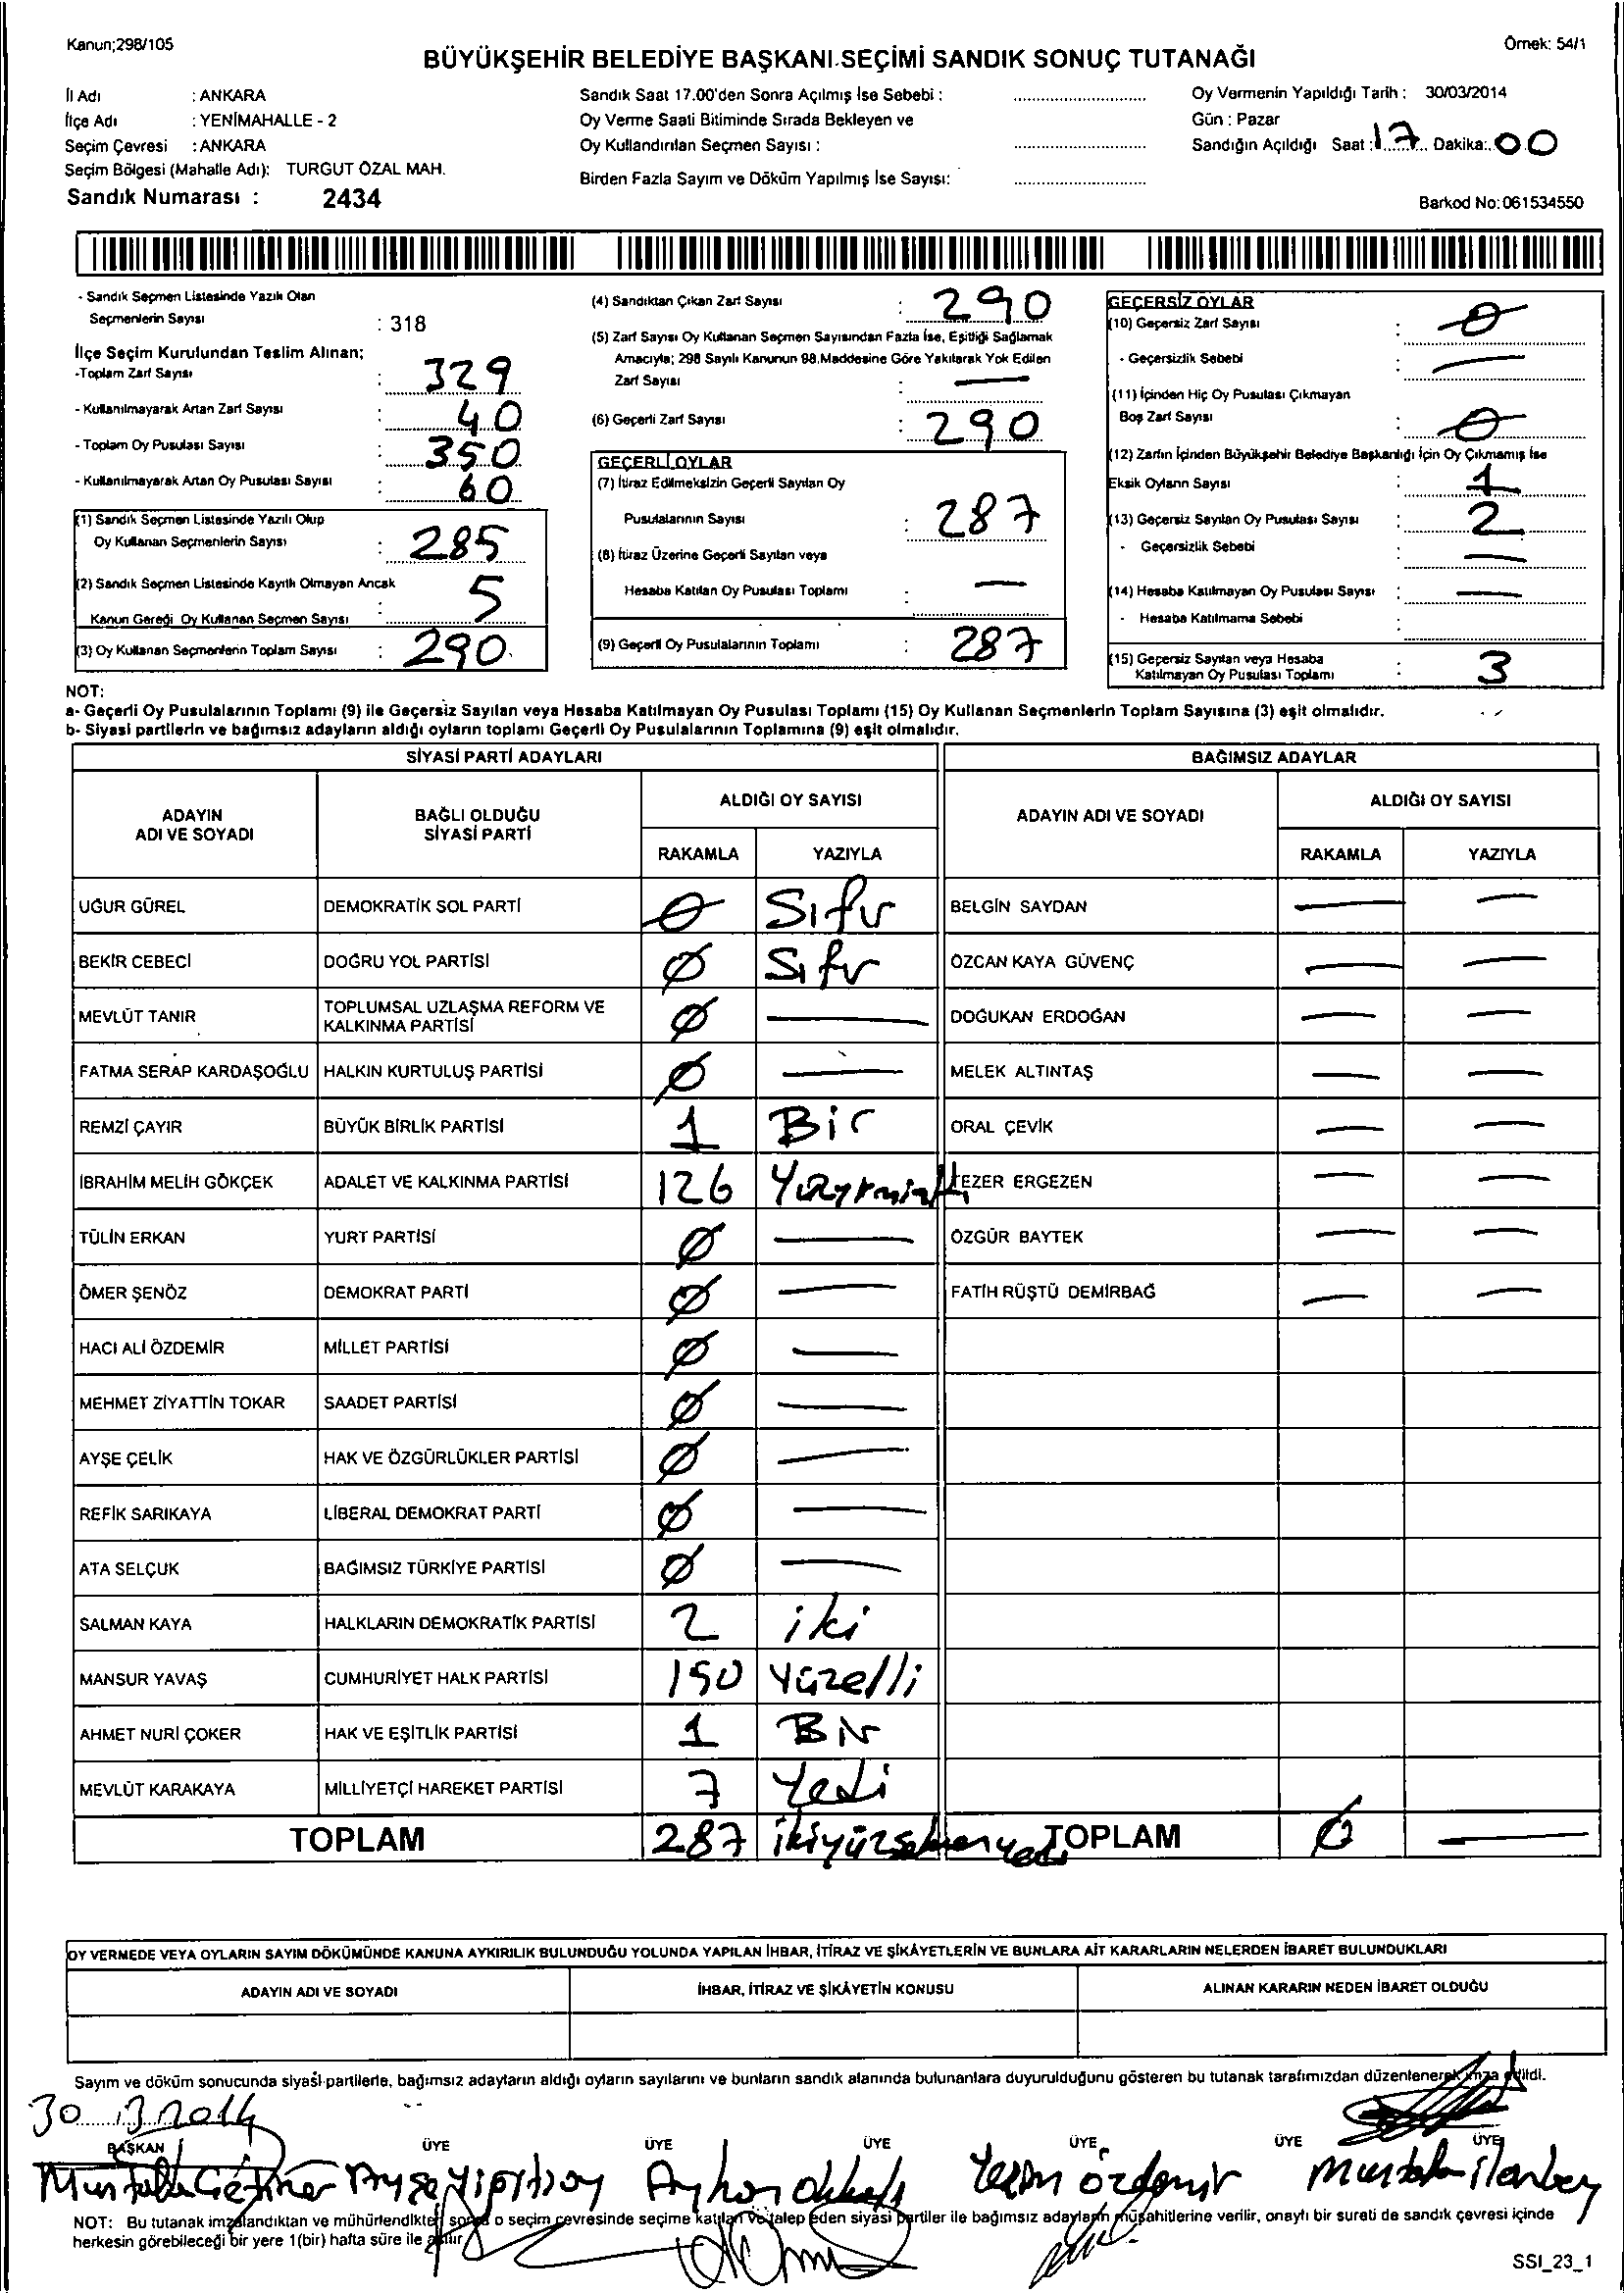 Kanun;298/105
Örnek: 54/1
BÜYÜKŞEHİR BELEDİYE BAŞKANI SEÇİMİ SANDIK SONUÇ TUTANAĞI
İl Adı : ANKARA
İlçe Adı : YENİMAHALLE - 2
Seçim Çevresi : ANKARA
Seçim Bölgesi (Mahalle Adı): TURGUT ÖZAL MAH.
Sandık Numarası : 2434
Sandık Saat 17.00'den Sonra Açılmış İse Sebebi :
Oy Verme Saati Bitiminde Sırada Bekleyen ve
Oy Kullandırılan Seçmen Sayısı :
Birden Fazla Sayım ve Döküm Yapılmış İse Sayısı:
Oy Vermenin Yapıldığı Tarih : 30/03/2014
Gün : Pazar
Sandığın Açıldığı Saat : 17 Dakika: 00
Barkod No: 061534550
- Sandık Seçmen Listesinde Yazılı Olan
Seçmenlerin Sayısı : 318
İlçe Seçim Kurulundan Teslim Alınan;
-Toplam Zarf Sayısı : 329
- Kullanılmayarak Artan Zarf Sayısı : 40
- Toplam Oy Pusulası Sayısı : 350
- Kullanılmayarak Artan Oy Pusulası Sayısı : 60
(1) Sandık Seçmen Listesinde Yazılı Olup
Oy Kullanan Seçmenlerin Sayısı : 285
(2) Sandık Seçmen Listesinde Kayıtlı Olmayan Ancak
Kanun Gereği Oy Kullanan Seçmen Sayısı : 5
(3) Oy Kullanan Seçmenlerin Toplam Sayısı : 290
(4) Sandıktan Çıkan Zarf Sayısı : 290
(5) Zarf Sayısı Oy Kullanan Seçmen Sayısından Fazla İse, Eşitliği Sağlamak
Amacıyla; 298 Sayılı Kanunun 98.Maddesine Göre Yakılarak Yok Edilen
Zarf Sayısı : —
(6) Geçerli Zarf Sayısı : 290
GEÇERLİ OYLAR
(7) İtiraz Edilmeksizin Geçerli Sayılan Oy
Pusulalarının Sayısı : 287
(8) İtiraz Üzerine Geçerli Sayılan veya
Hesaba Katılan Oy Pusulası Toplamı : —
(9) Geçerli Oy Pusulalarının Toplamı : 287
GEÇERSİZ OYLAR
(10) Geçersiz Zarf Sayısı : 0
- Geçersizlik Sebebi : —
(11) İçinden Hiç Oy Pusulası Çıkmayan
Boş Zarf Sayısı : 0
(12) Zarfın İçinden Büyükşehir Belediye Başkanlığı İçin Oy Çıkmamış İse
Eksik Oyların Sayısı : 1
(13) Geçersiz Sayılan Oy Pusulası Sayısı : 2
- Geçersizlik Sebebi : —
(14) Hesaba Katılmayan Oy Pusulası Sayısı : —
- Hesaba Katılmama Sebebi :
(15) Geçersiz Sayılan veya Hesaba
Katılmayan Oy Pusulası Toplamı : 3
NOT:
a- Geçerli Oy Pusulalarının Toplamı (9) ile Geçersiz Sayılan veya Hesaba Katılmayan Oy Pusulası Toplamı (15) Oy Kullanan Seçmenlerin Toplam Sayısına (3) eşit olmalıdır.
b- Siyasi partilerin ve bağımsız adayların aldığı oyların toplamı Geçerli Oy Pusulalarının Toplamına (9) eşit olmalıdır.
SİYASİ PARTİ ADAYLARI BAĞIMSIZ ADAYLAR
ADAYIN ADI VE SOYADI BAĞLI OLDUĞU SİYASİ PARTİ ALDIĞI OY SAYISI ADAYIN ADI VE SOYADI ALDIĞI OY SAYISI
RAKAMLA YAZIYLA RAKAMLA YAZIYLA
UĞUR GÜREL DEMOKRATİK SOL PARTİ 0 Sıfır BELGİN SAYDAN — —
BEKİR CEBECİ DOĞRU YOL PARTİSİ 0 Sıfır ÖZCAN KAYA GÜVENÇ — —
MEVLÜT TANIR TOPLUMSAL UZLAŞMA REFORM VE KALKINMA PARTİSİ 0 — DOĞUKAN ERDOĞAN — —
FATMA SERAP KARDAŞOĞLU HALKIN KURTULUŞ PARTİSİ 0 — MELEK ALTINTAŞ — —
REMZİ ÇAYIR BÜYÜK BİRLİK PARTİSİ 1 Bir ORAL ÇEVİK — —
İBRAHİM MELİH GÖKÇEK ADALET VE KALKINMA PARTİSİ 126 TEZER ERGEZEN — —
TÜLİN ERKAN YURT PARTİSİ 0 — ÖZGÜR BAYTEK — —
ÖMER ŞENÖZ DEMOKRAT PARTİ 0 — FATİH RÜŞTÜ DEMİRBAĞ — —
HACI ALİ ÖZDEMİR MİLLET PARTİSİ 0 —
MEHMET ZİYATTİN TOKAR SAADET PARTİSİ 0 —
AYŞE ÇELİK HAK VE ÖZGÜRLÜKLER PARTİSİ 0 —
REFİK SARIKAYA LİBERAL DEMOKRAT PARTİ 0 —
ATA SELÇUK BAĞIMSIZ TÜRKİYE PARTİSİ 0 —
SALMAN KAYA HALKLARIN DEMOKRATİK PARTİSİ 2 iki
MANSUR YAVAŞ CUMHURİYET HALK PARTİSİ 150 Yüzelli
AHMET NURİ ÇOKER HAK VE EŞİTLİK PARTİSİ 1 Bir
MEVLÜT KARAKAYA MİLLİYETÇİ HAREKET PARTİSİ 7 Yedi
TOPLAM 287 ikiyüzseksenyedi TOPLAM 0 —
OY VERMEDE VEYA OYLARIN SAYIM DÖKÜMÜNDE KANUNA AYKIRILIK BULUNDUĞU YOLUNDA YAPILAN İHBAR, İTİRAZ VE ŞİKÂYETLERİN VE BUNLARA AİT KARARLARIN NELERDEN İBARET BULUNDUKLARI
ADAYIN ADI VE SOYADI İHBAR, İTİRAZ VE ŞİKÂYETİN KONUSU ALINAN KARARIN NEDEN İBARET OLDUĞU
Sayım ve döküm sonucunda siyasi partilerle, bağımsız adayların aldığı oyların sayılarını ve bunların sandık alanında bulunanlara duyurulduğunu gösteren bu tutanak tarafımızdan düzenlenerek imza edildi.
30 .3.2014
BAŞKAN ÜYE ÜYE ÜYE ÜYE ÜYE ÜYE
Mustafa Ayşe Ayhan Yeşim özdemir Mustafa ilanbey
NOT: Bu tutanak imzalandıktan ve mühürlendikten sonra o seçim çevresinde seçime katılan ve talep eden siyasi partiler ile bağımsız adayların müşahitlerine verilir, onaylı bir sureti de sandık çevresi içinde
herkesin görebileceği bir yere 1(bir) hafta süre ile asılır.
SSI_23_1